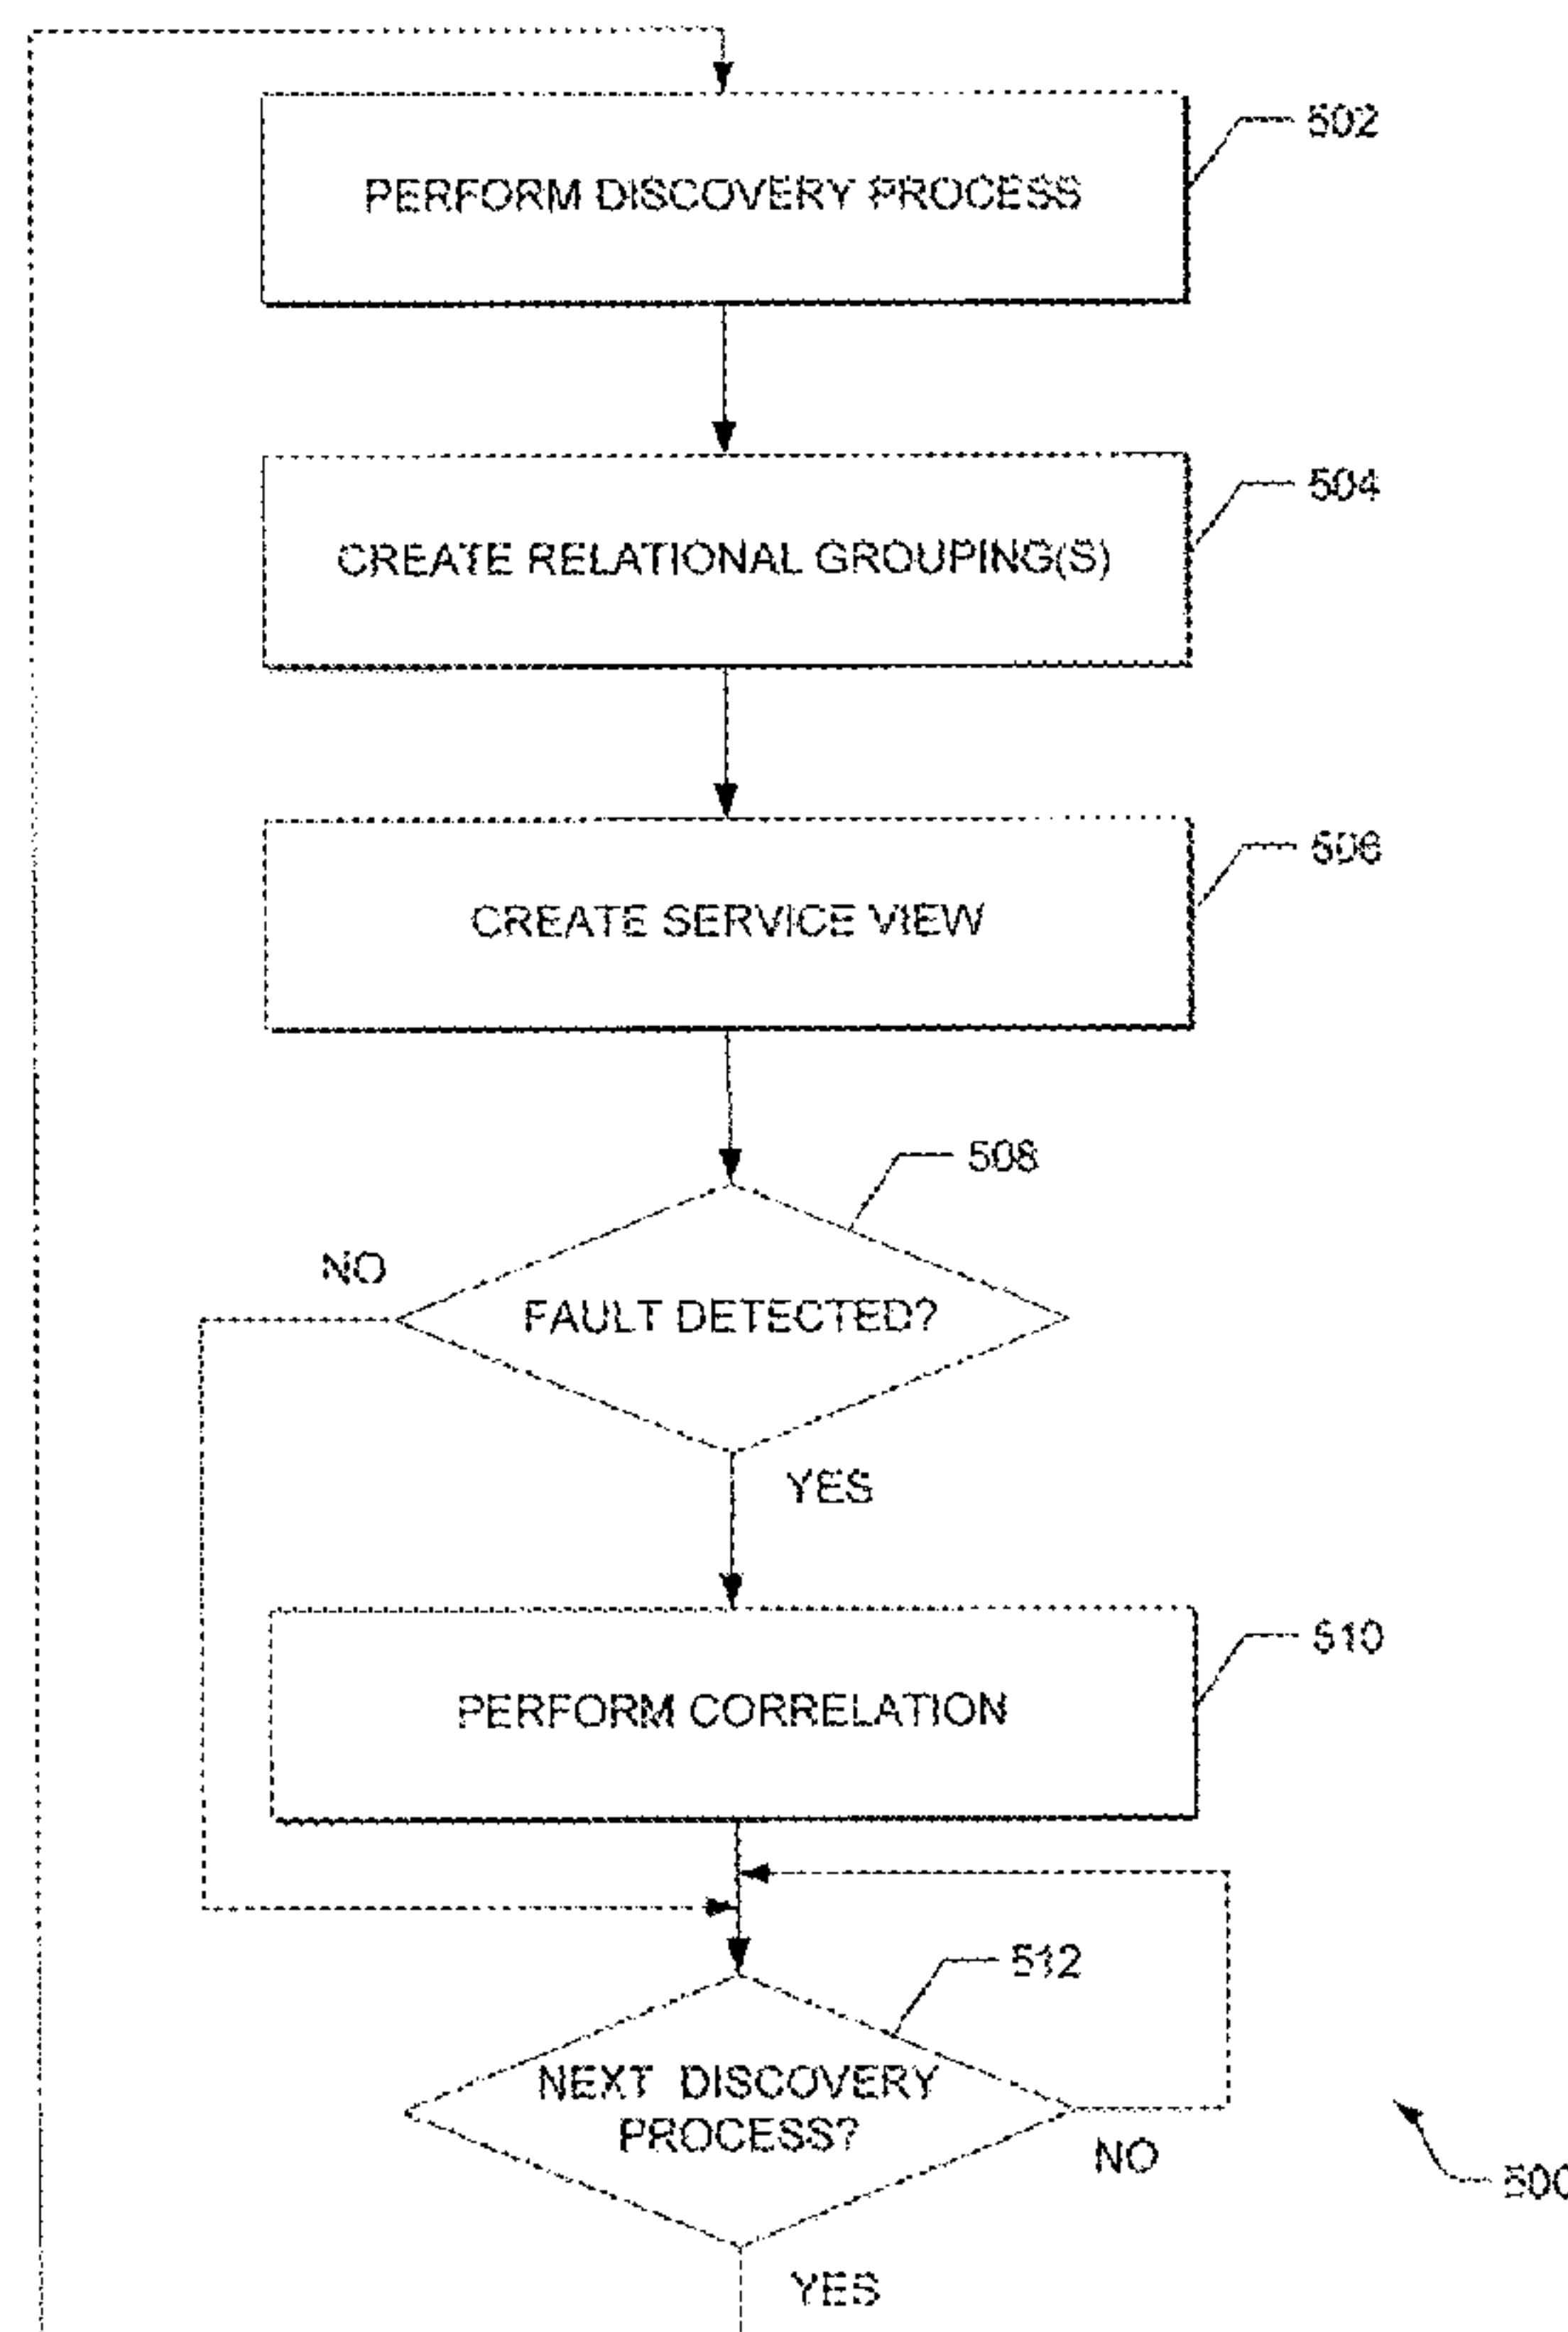 502
PERFORM DISCOVERY PROCESS
504
CREATE RELATIONAL GROUPING(S)
506
CREATE SERVICE VIEW
508
NO
FAULT DETECTED?
YES
510
PERFORM CORRELATION
512
NEXT DISCOVERY
PROCESS?
NO
500
YES